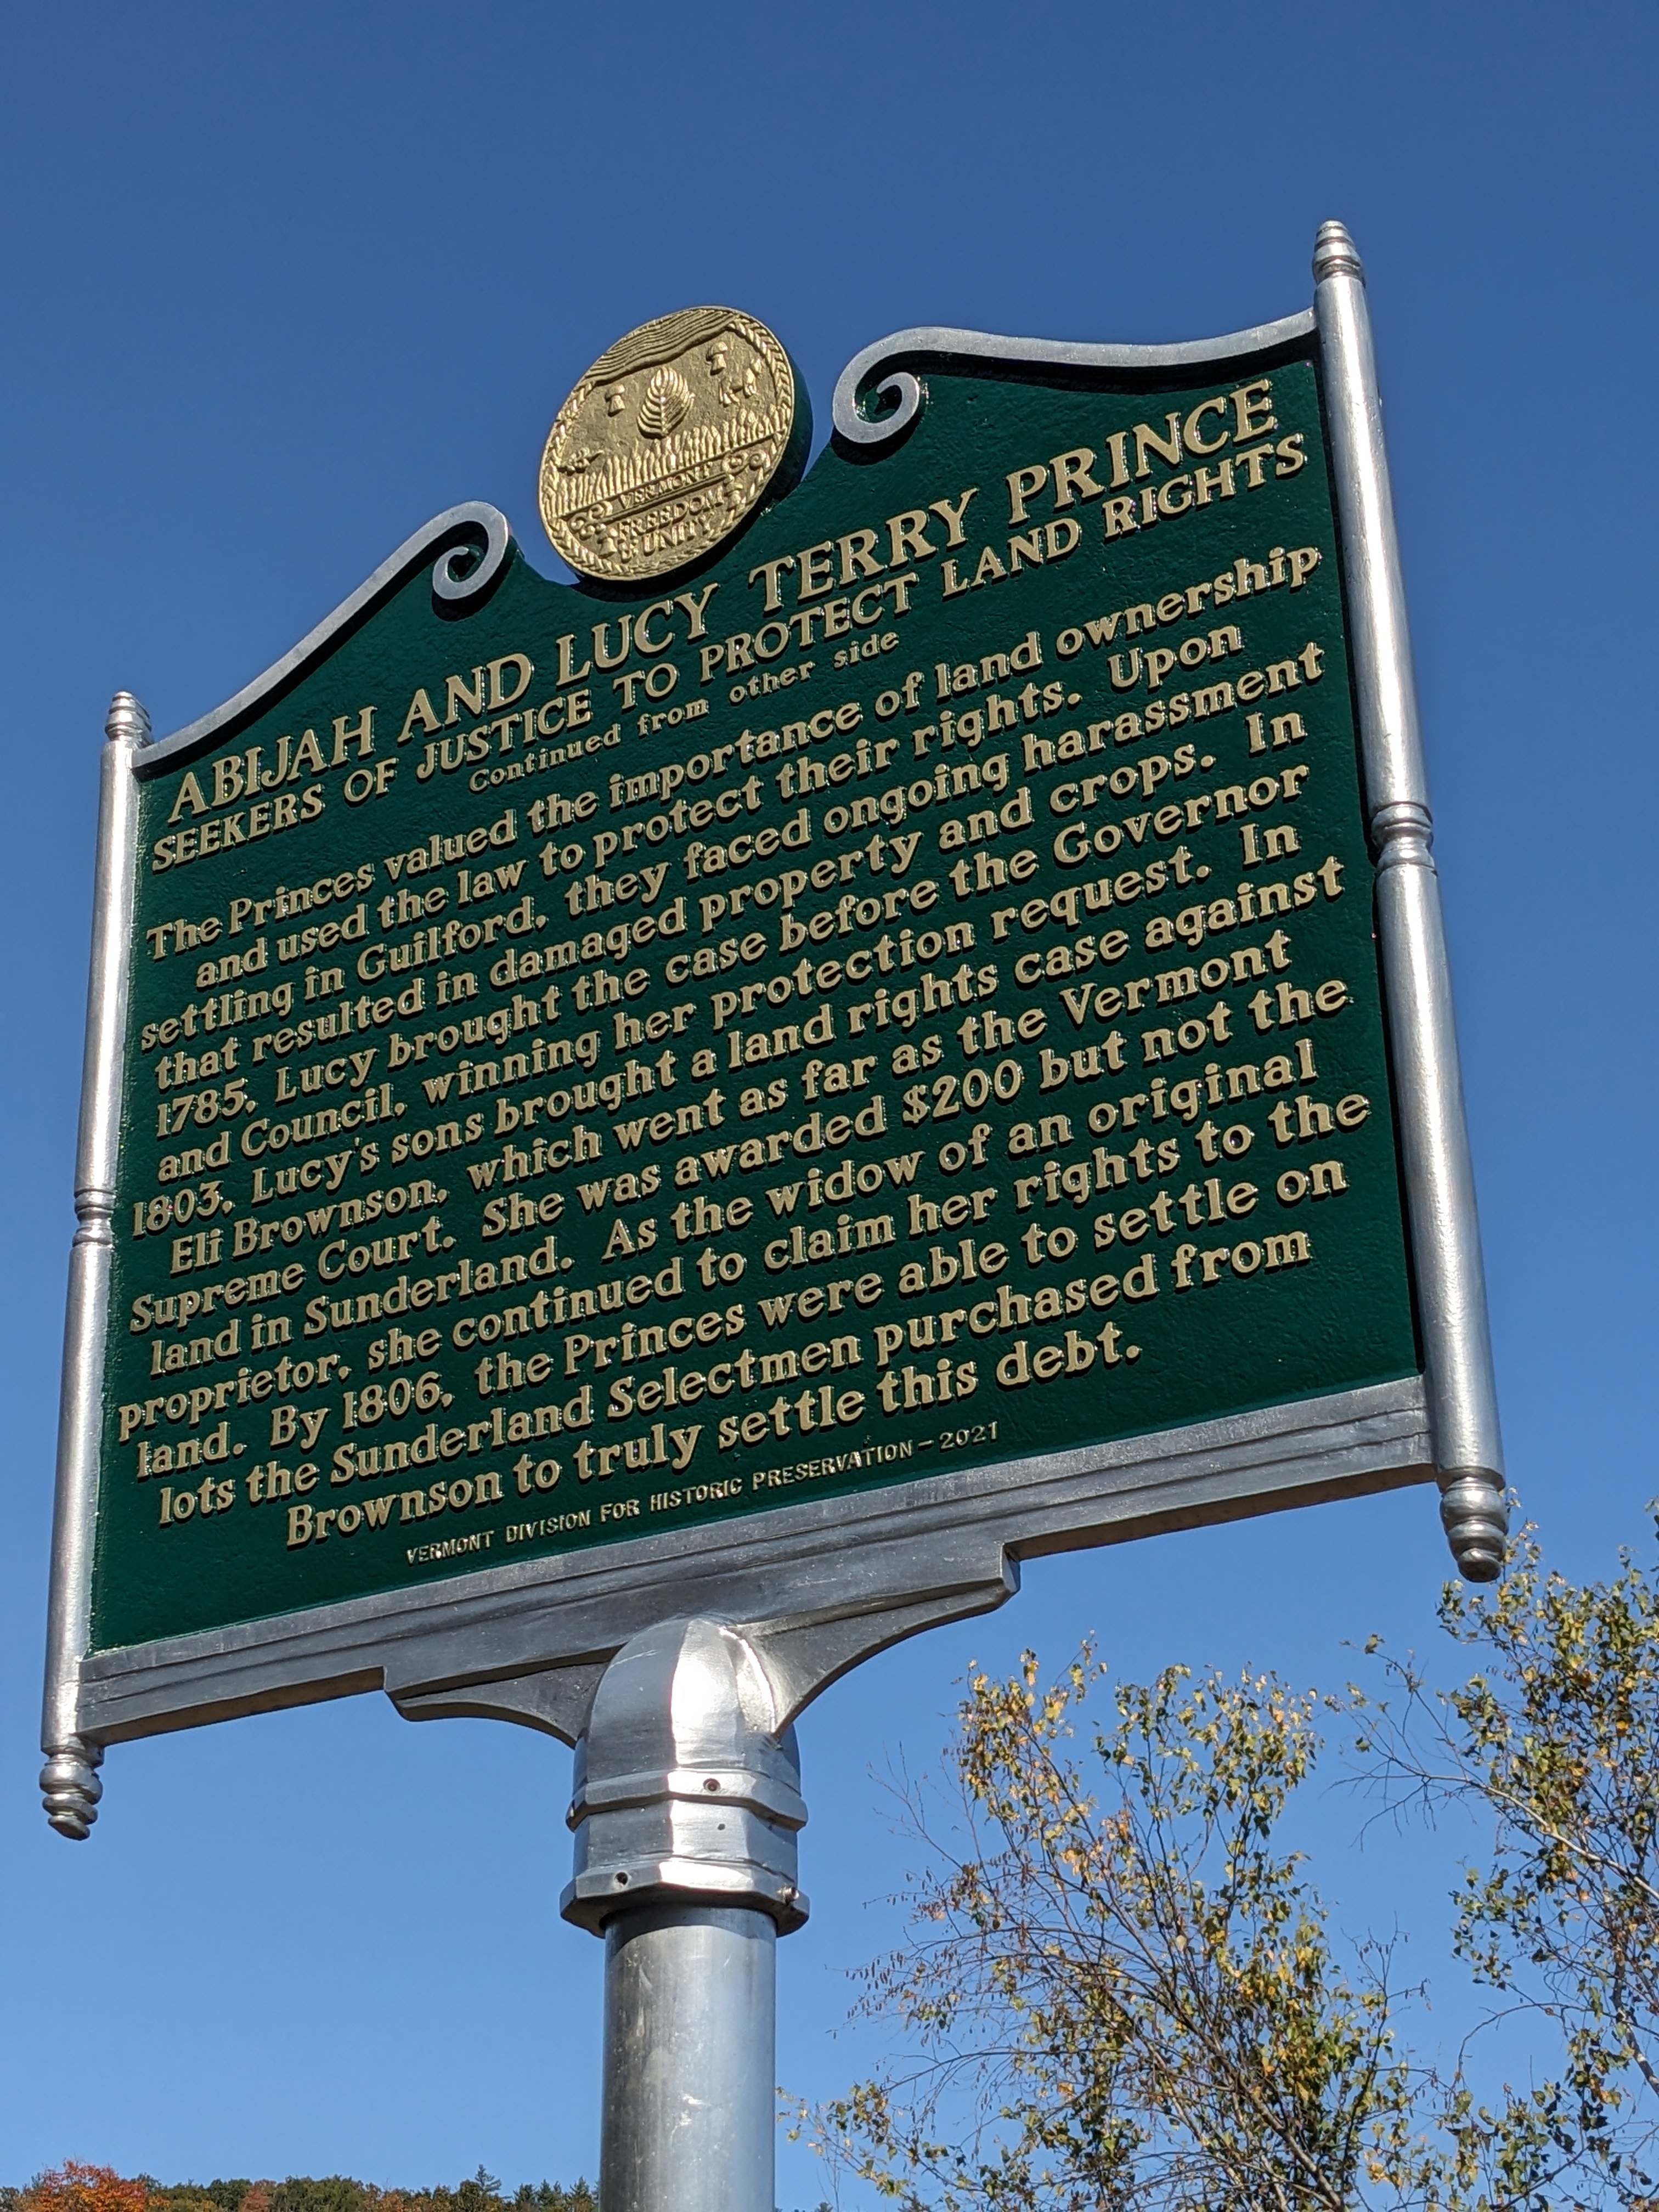 VERMONT
FREEDOM
& UNITY
ABIJAH AND LUCY TERRY PRINCE
SEEKERS OF JUSTICE TO PROTECT LAND RIGHTS
Continued from other side
The Princes valued the importance of land ownership
and used the law to protect their rights. Upon
settling in Guilford, they faced ongoing harassment
that resulted in damaged property and crops. In
1785, Lucy brought the case before the Governor
and Council, winning her protection request. In
1803, Lucy's sons brought a land rights case against
Eli Brownson, which went as far as the Vermont
Supreme Court. She was awarded $200 but not the
land in Sunderland. As the widow of an original
proprietor, she continued to claim her rights to the
land. By 1806, the Princes were able to settle on
lots the Sunderland Selectmen purchased from
Brownson to truly settle this debt.
VERMONT DIVISION FOR HISTORIC PRESERVATION – 2021